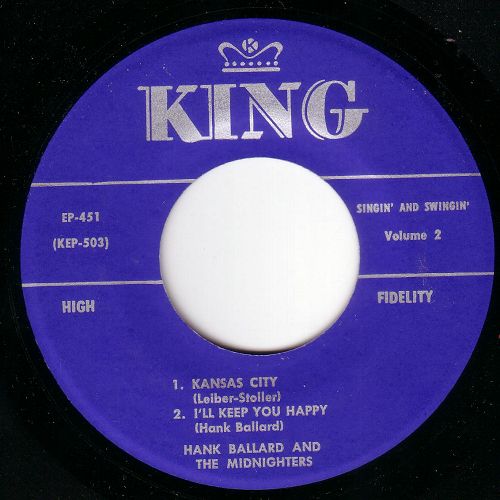 K
KING
EP-451
(KEP-503)
SINGIN' AND SWINGIN'
Volume 2
HIGH FIDELITY
1. KANSAS CITY
(Leiber-Stoller)
2. I'LL KEEP YOU HAPPY
(Hank Ballard)
HANK BALLARD AND
THE MIDNIGHTERS